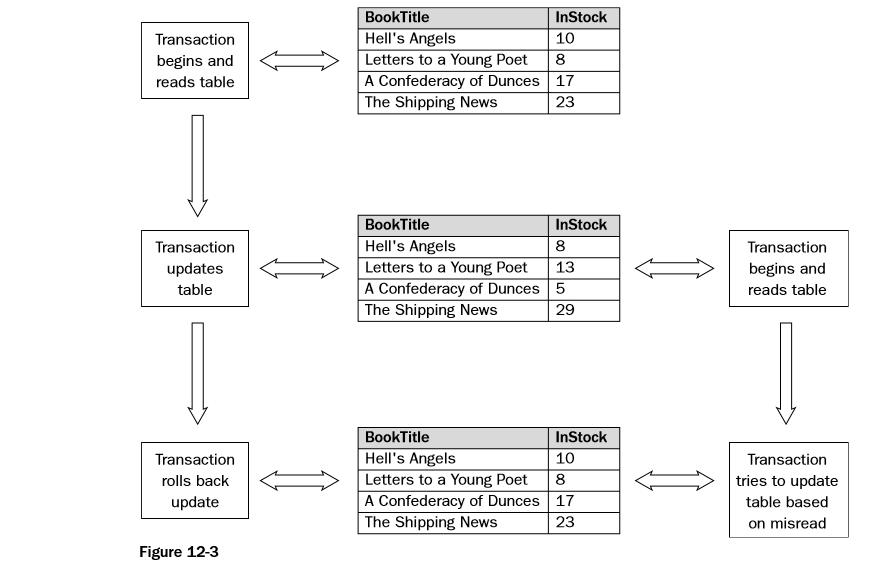 Transaction
begins and
reads table
BookTitle InStock
Hell's Angels 10
Letters to a Young Poet 8
A Confederacy of Dunces 17
The Shipping News 23
Transaction
updates
table
BookTitle InStock
Hell's Angels 8
Letters to a Young Poet 13
A Confederacy of Dunces 5
The Shipping News 29
Transaction
begins and
reads table
Transaction
rolls back
update
BookTitle InStock
Hell's Angels 10
Letters to a Young Poet 8
A Confederacy of Dunces 17
The Shipping News 23
Transaction
tries to update
table based
on misread
Figure 12-3